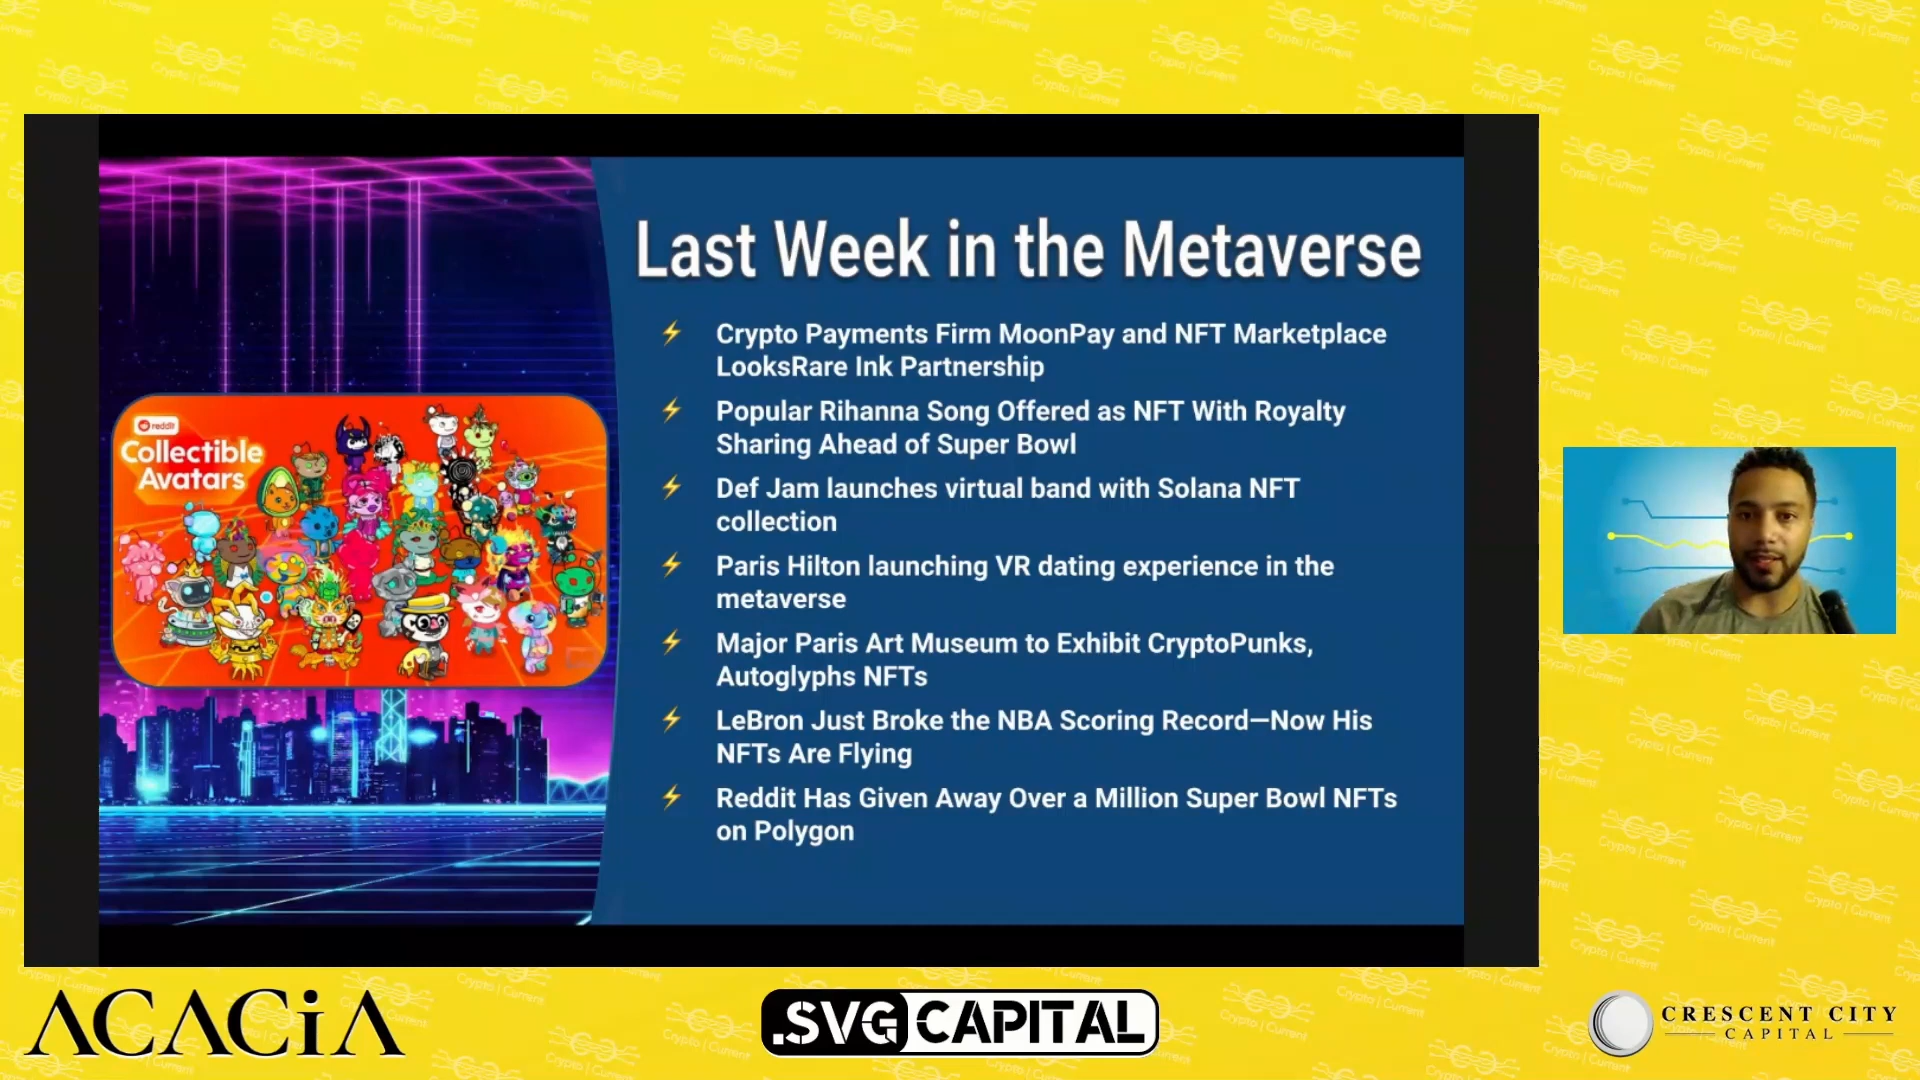 Last Week in the Metaverse
Crypto Payments Firm MoonPay and NFT Marketplace
LooksRare Ink Partnership
Popular Rihanna Song Offered as NFT With Royalty
Sharing Ahead of Super Bowl
Def Jam launches virtual band with Solana NFT
collection
Paris Hilton launching VR dating experience in the
metaverse
Major Paris Art Museum to Exhibit CryptoPunks,
Autoglyphs NFTs
LeBron Just Broke the NBA Scoring Record—Now His
NFTs Are Flying
Reddit Has Given Away Over a Million Super Bowl NFTs
on Polygon
reddit
Collectible
Avatars
ACACiA
.SVG CAPITAL
CRESCENT CITY
CAPITAL
Crypto | Current